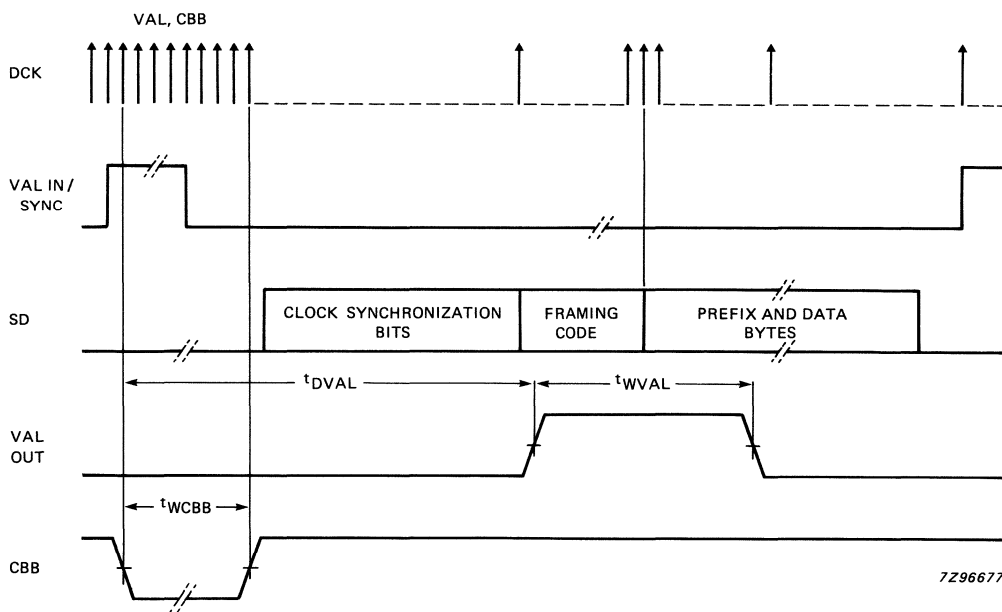 VAL, CBB
DCK
VAL IN /
SYNC
SD
CLOCK SYNCHRONIZATION
BITS
FRAMING
CODE
PREFIX AND DATA
BYTES
tDVAL
tWVAL
VAL
OUT
tWCBB
CBB
7Z96677